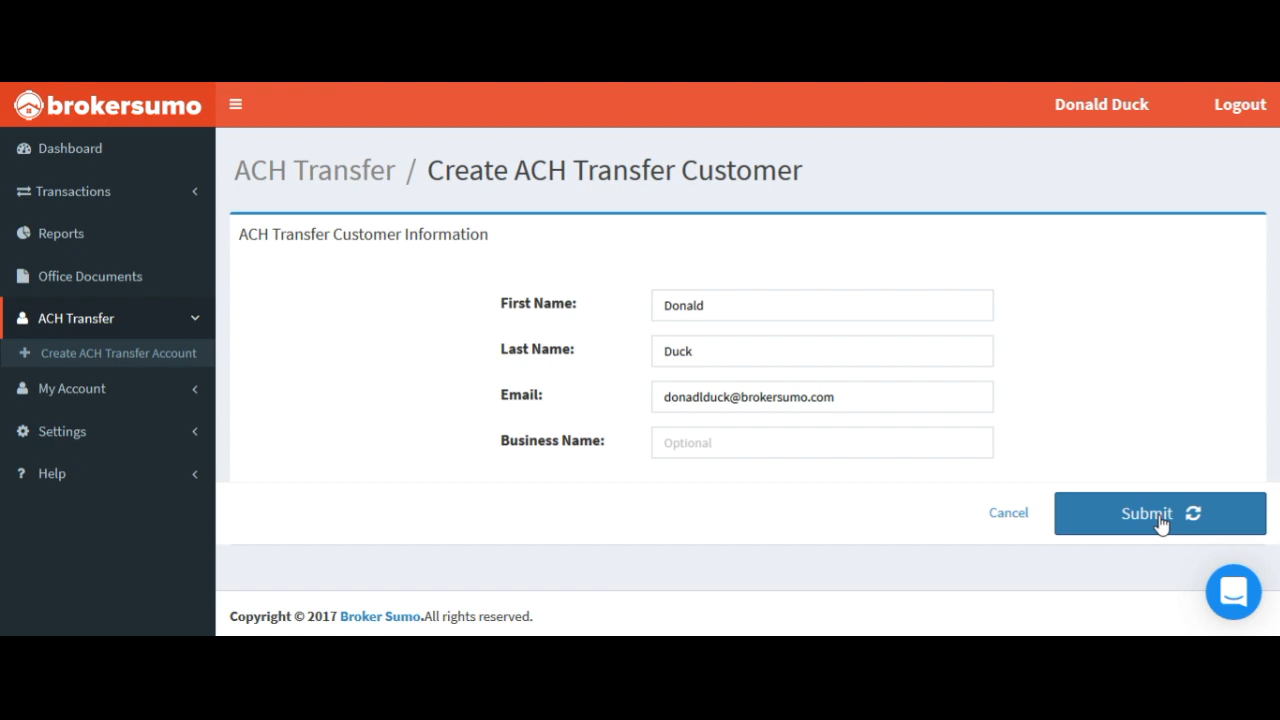 brokersumo
Donald Duck
Logout
Dashboard
Transactions
Reports
Office Documents
ACH Transfer
Create ACH Transfer Account
My Account
Settings
? Help
ACH Transfer / Create ACH Transfer Customer
ACH Transfer Customer Information
First Name: Donald
Last Name: Duck
Email: donadlduck@brokersumo.com
Business Name: Optional
Cancel
Submit
Copyright © 2017 Broker Sumo.All rights reserved.